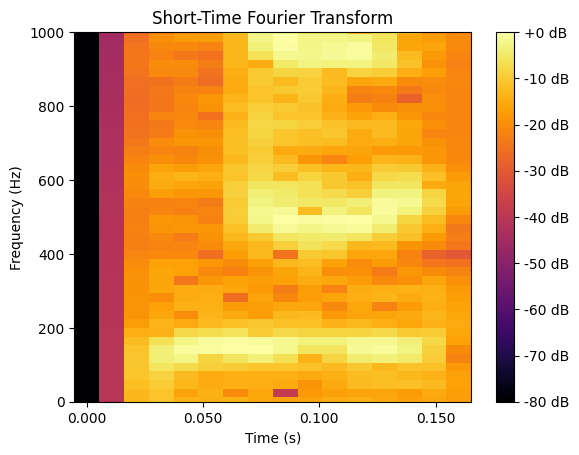 Short-Time Fourier Transform
Frequency (Hz)
1000
800
600
400
200
0
0.000 0.050 0.100 0.150
Time (s)
+0 dB
-10 dB
-20 dB
-30 dB
-40 dB
-50 dB
-60 dB
-70 dB
-80 dB